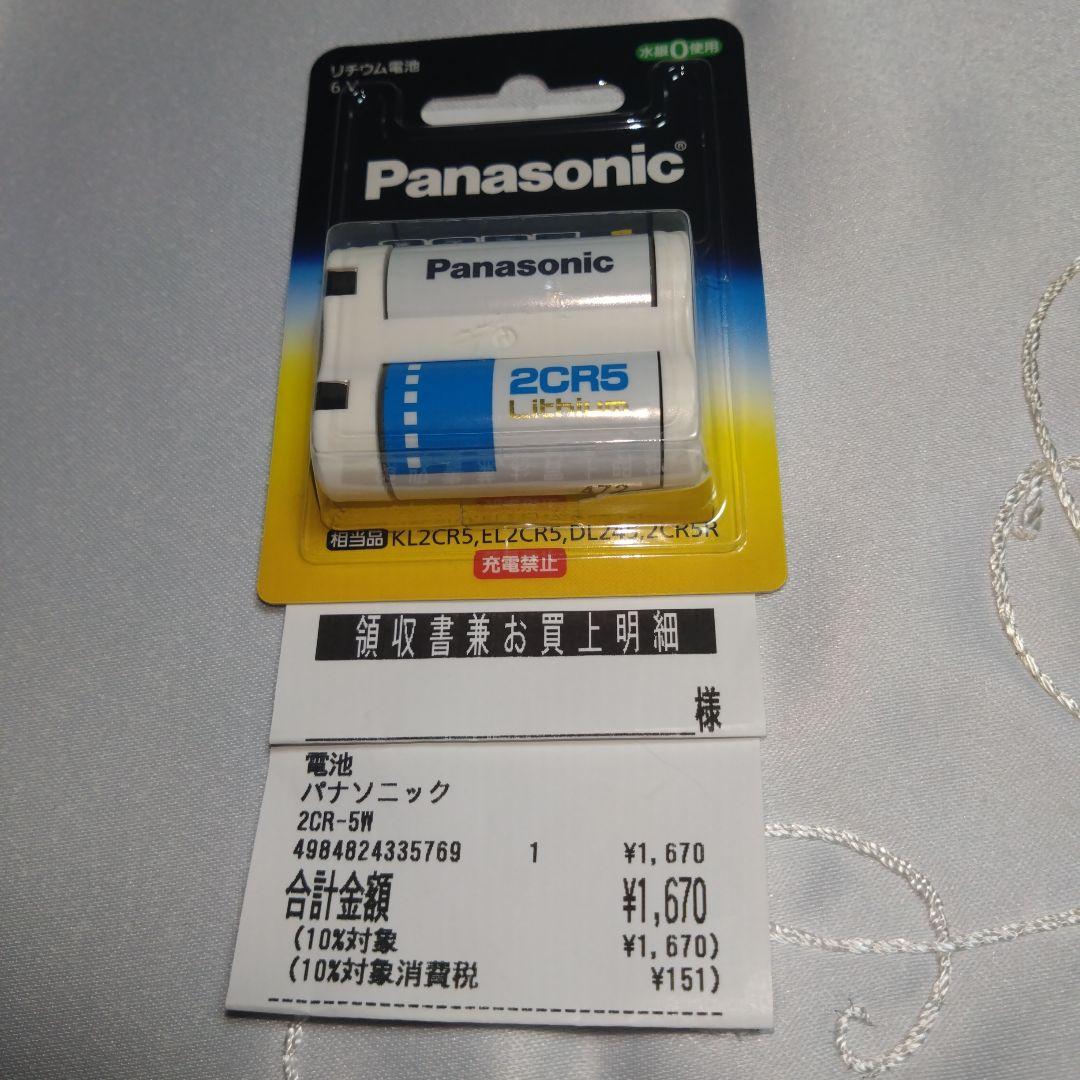 リチウム電池
6V
水銀0使用
Panasonic®
Panasonic
2CR5
Lithium
472
相当品 KL2CR5,EL2CR5,DL245,2CR5R
充電禁止
領収書兼お買上明細
様
電池
パナソニック
2CR-5W
4984824335769 1 ¥1,670
合計金額 ¥1,670
(10%対象 ¥1,670)
(10%対象消費税 ¥151)